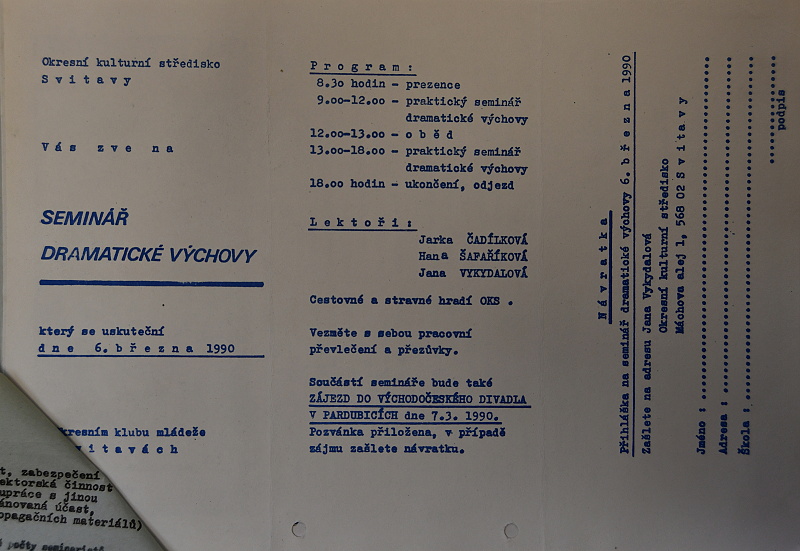 Okresní kulturní středisko
Svitavy
Vás zve na
SEMINÁŘ
DRAMATICKÉ VÝCHOVY
který se uskuteční
dne 6. března 1990
kresním klubu mládeže
vitavách
t, zabezpečení
ektorská činnost
upráce s jinou
ánovaná účast,
opagačních materiálů)
počty seminaristů
Program:
8.30 hodin - prezence
9.00-12.00 - praktický seminář
dramatické výchovy
12.00-13.00 - oběd
13.00-18.00 - praktický seminář
dramatické výchovy
18.00 hodin - ukončení, odjezd
Lektoři:
Jarka ČADÍLKOVÁ
Hana ŠAPAŘÍKOVÁ
Jana VYKYDALOVÁ
Cestovné a stravné hradí OKS .
Vezměte s sebou pracovní
převlečení a přezůvky.
Součástí semináře bude také
ZÁJEZD DO VÝCHODOČESKÉHO DIVADLA
V PARDUBICÍCH dne 7.3. 1990.
Pozvánka přiložena, v případě
zájmu zašlete návratku.
Návratka
Přihláška na seminář dramatické výchovy 6. března 1990
Zašlete na adresu Jana Vykydalová
Okresní kulturní středisko
Máchova alej 1, 568 02 Svitavy
Jméno :
Adresa :
Škola :
podpis